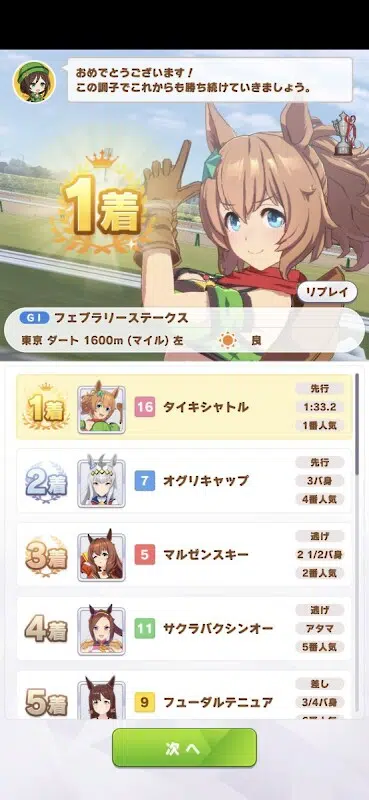 おめでとうございます!
この調子でこれからも勝ち続けていきましょう。
1着
リプレイ
GI フェブラリーステークス
東京 ダート 1600m (マイル) 左 良
先行
1着 16 タイキシャトル 1:33.2
1番人気
先行
2着 7 オグリキャップ 3バ身
4番人気
逃げ
3着 5 マルゼンスキー 2 1/2バ身
2番人気
逃げ
4着 11 サクラバクシンオー アタマ
5番人気
差し
5着 9 フューダルテニュア 3/4バ身
次へ